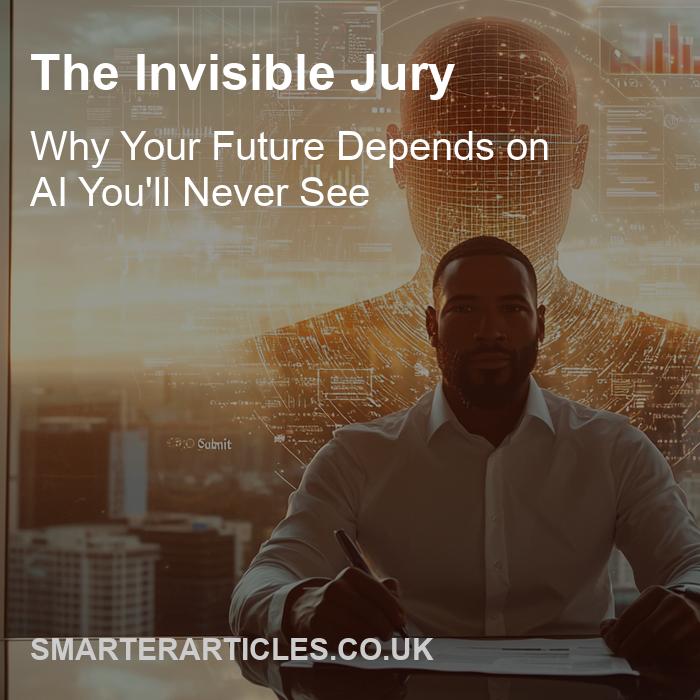 The Invisible Jury
Why Your Future Depends on
AI You'll Never See
Submit
SMARTERARTICLES.CO.UK